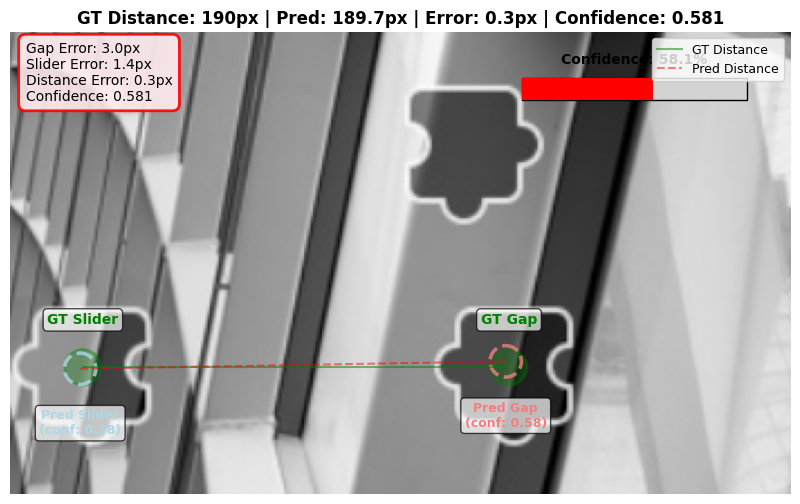 GT Distance: 190px | Pred: 189.7px | Error: 0.3px | Confidence: 0.581
Gap Error: 3.0px
Slider Error: 1.4px
Distance Error: 0.3px
Confidence: 0.581
Confidence: 58.1%
GT Distance
Pred Distance
GT Slider
GT Gap
Pred Slider
(conf:
Pred Gap
(conf: 0.58)